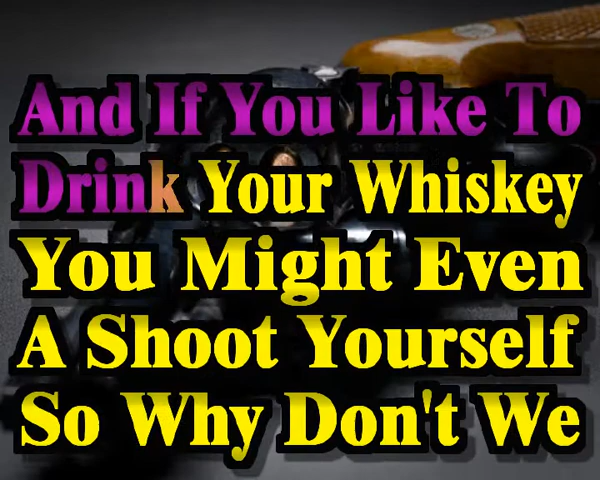 And If You Like To
Drink Your Whiskey
You Might Even
A Shoot Yourself
So Why Don't We